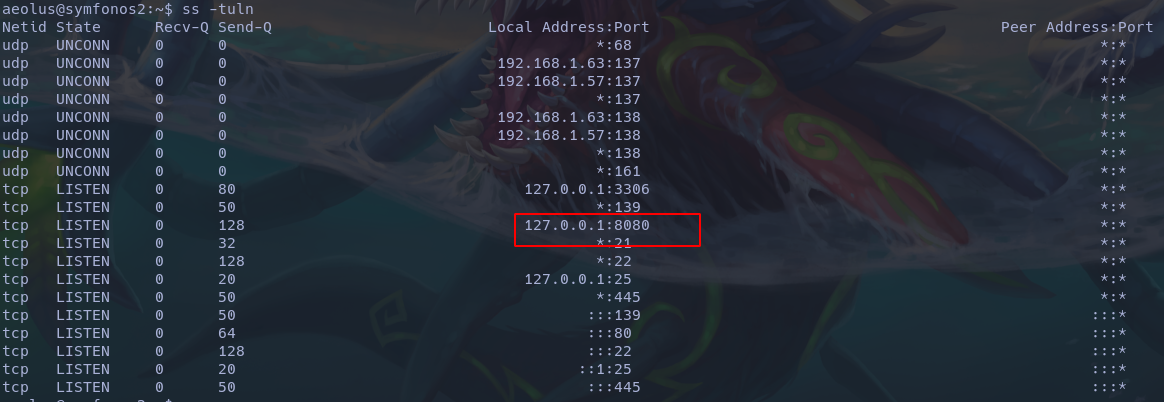 aeolus@symfonos2:~$ ss -tuln
Netid State Recv-Q Send-Q Local Address:Port Peer Address:Port
udp UNCONN 0 0 *:68 *:*
udp UNCONN 0 0 192.168.1.63:137 *:*
udp UNCONN 0 0 192.168.1.57:137 *:*
udp UNCONN 0 0 *:137 *:*
udp UNCONN 0 0 192.168.1.63:138 *:*
udp UNCONN 0 0 192.168.1.57:138 *:*
udp UNCONN 0 0 *:138 *:*
udp UNCONN 0 0 *:161 *:*
tcp LISTEN 0 80 127.0.0.1:3306 *:*
tcp LISTEN 0 50 *:139 *:*
tcp LISTEN 0 128 127.0.0.1:8080 *:*
tcp LISTEN 0 32 *:21 *:*
tcp LISTEN 0 128 *:22 *:*
tcp LISTEN 0 20 127.0.0.1:25 *:*
tcp LISTEN 0 50 *:445 *:*
tcp LISTEN 0 50 :::139 :::*
tcp LISTEN 0 64 :::80 :::*
tcp LISTEN 0 128 :::22 :::*
tcp LISTEN 0 20 ::1:25 :::*
tcp LISTEN 0 50 :::445 :::*